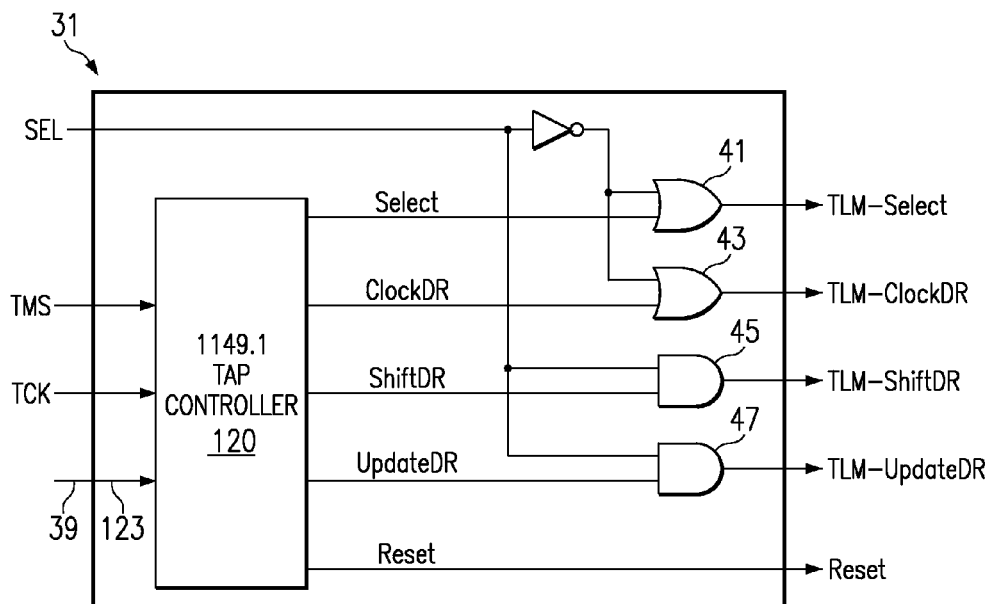 31
SEL
41
Select
TLM-Select
43
TMS
ClockDR
TLM-ClockDR
1149.1
TAP
CONTROLLER
120
45
TCK
ShiftDR
TLM-ShiftDR
47
UpdateDR
TLM-UpdateDR
39
123
Reset
Reset